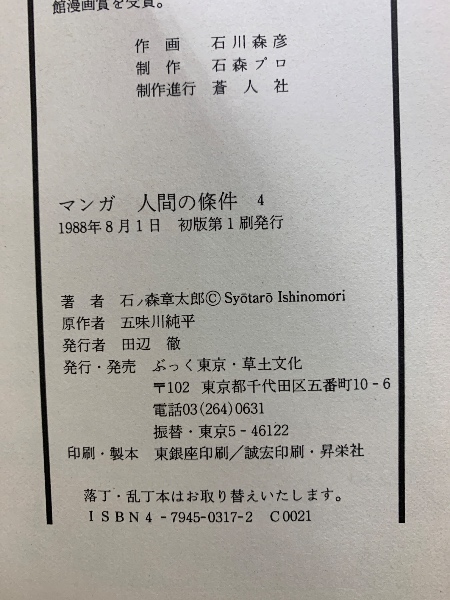 館漫画賞を受賞。
作画 石川森彦
制作 石森プロ
制作進行 蒼人社
マンガ 人間の條件 4
1988年8月1日 初版第1刷発行
著者 石ノ森章太郎©Syōtarō Ishinomori
原作者 五味川純平
発行者 田辺 徹
発行・発売 ぶっく東京・草土文化
〒102 東京都千代田区五番町10-6
電話03(264)0631
振替・東京5-46122
印刷・製本 東銀座印刷/誠宏印刷・昇栄社
落丁・乱丁本はお取り替えいたします。
ISBN4-7945-0317-2 C0021